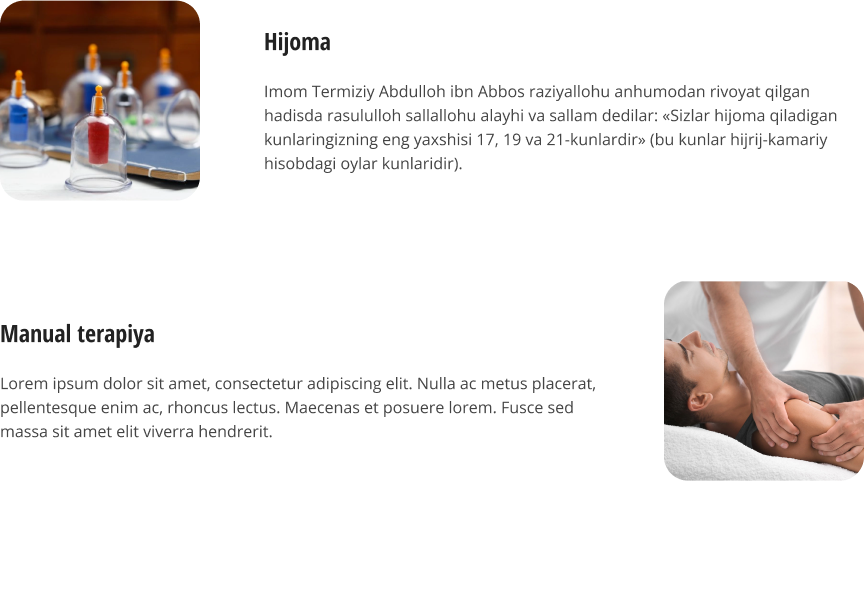 Hijoma
Imom Termiziy Abdulloh ibn Abbos raziyallohu anhumodan rivoyat qilgan
hadisda rasululloh sallallohu alayhi va sallam dedilar: «Sizlar hijoma qiladigan
kunlaringizning eng yaxshisi 17, 19 va 21-kunlardir» (bu kunlar hijrij-kamariy
hisobdagi oylar kunlaridir).
Manual terapiya
Lorem ipsum dolor sit amet, consectetur adipiscing elit. Nulla ac metus placerat,
pellentesque enim ac, rhoncus lectus. Maecenas et posuere lorem. Fusce sed
massa sit amet elit viverra hendrerit.